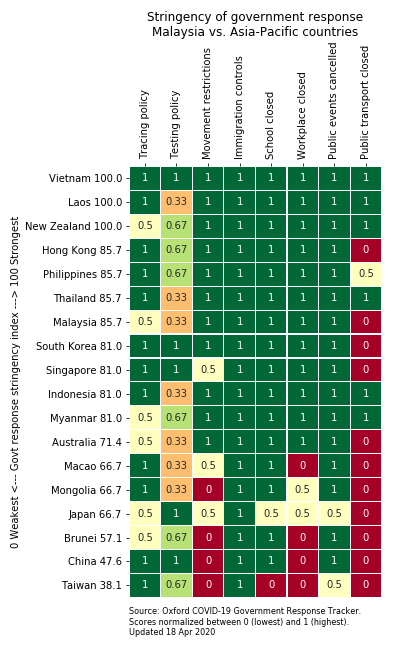 Stringency of government response
Malaysia vs. Asia-Pacific countries
Tracing policy
Testing policy
Movement restrictions
Immigration controls
School closed
Workplace closed
Public events cancelled
Public transport closed
0 Weakest <--- Govt response stringency index ---> 100 Strongest
Vietnam 100.0 1 1 1 1 1 1 1 1
Laos 100.0 1 0.33 1 1 1 1 1 1
New Zealand 100.0 0.5 0.67 1 1 1 1 1 1
Hong Kong 85.7 1 0.67 1 1 1 1 1 0
Philippines 85.7 1 0.67 1 1 1 1 1 0.5
Thailand 85.7 1 0.33 1 1 1 1 1 1
Malaysia 85.7 0.5 0.33 1 1 1 1 1 0
South Korea 81.0 1 1 1 1 1 1 1 0
Singapore 81.0 1 1 0.5 1 1 1 1 0
Indonesia 81.0 1 0.33 1 1 1 1 1 1
Myanmar 81.0 0.5 0.67 1 1 1 1 1 1
Australia 71.4 0.5 0.33 1 1 1 1 1 0
Macao 66.7 1 0.33 0.5 1 1 0 1 0
Mongolia 66.7 1 0.33 0 1 1 0.5 1 0
Japan 66.7 0.5 1 0.5 1 0.5 0.5 0.5 0
Brunei 57.1 0.5 0.67 0 1 1 0 1 0
China 47.6 1 1 0 1 1 0 1 0
Taiwan 38.1 1 0.67 0 1 0 0 0.5 0
Source: Oxford COVID-19 Government Response Tracker.
Scores normalized between 0 (lowest) and 1 (highest).
Updated 18 Apr 2020